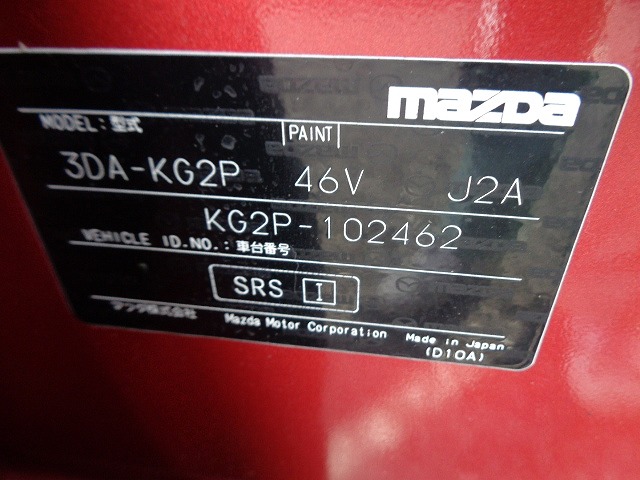 mazda
MODEL : 型式 PAINT
3DA-KG2P 46V J2A
KG2P-102462
VEHICLE ID.NO. : 車台番号
SRS I
マツダ株式会社 Mazda Motor Corporation Made in Japan
(D10A)